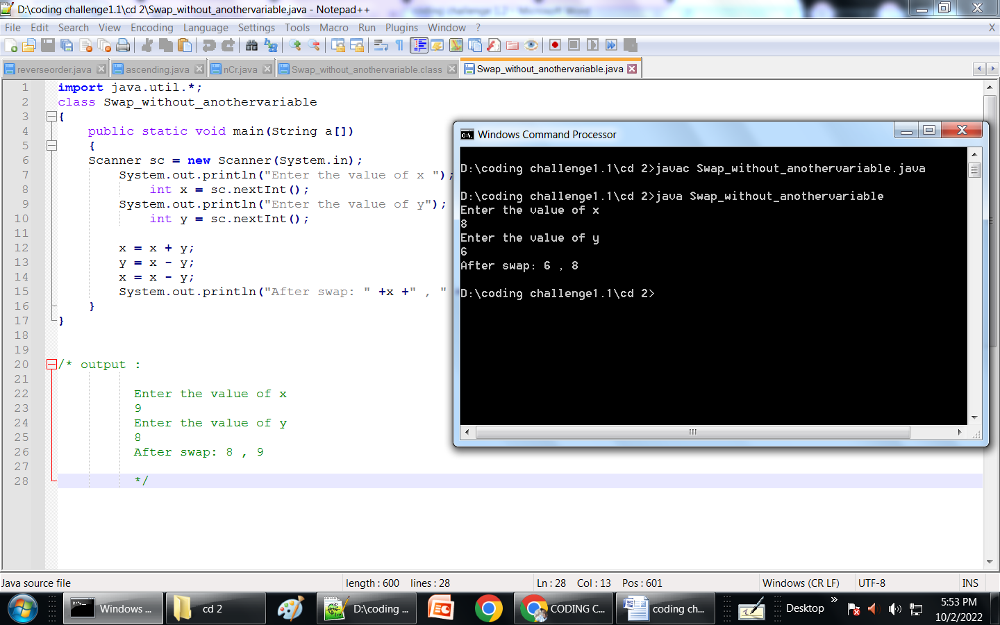 D:\coding challenge1.1\cd 2\Swap_without_anothervariable.java - Notepad++
File Edit Search View Encoding Language Settings Tools Macro Run Plugins Window ? X
reverseorder.java ascending.java nCr.java Swap_without_anothervariable.class Swap_without_anothervariable.java
1 import java.util.*;
2 class Swap_without_anothervariable
3 {
4 public static void main(String a[])
5 {
6 Scanner sc = new Scanner(System.in);
7 System.out.println("Enter the value of x ");
8 int x = sc.nextInt();
9 System.out.println("Enter the value of y");
10 int y = sc.nextInt();
11
12 x = x + y;
13 y = x - y;
14 x = x - y;
15 System.out.println("After swap: " +x +" , "
16 }
17 }
18
19
20 /* output :
21
22 Enter the value of x
23 9
24 Enter the value of y
25 8
26 After swap: 8 , 9
27
28 */
Windows Command Processor
D:\coding challenge1.1\cd 2>javac Swap_without_anothervariable.java
D:\coding challenge1.1\cd 2>java Swap_without_anothervariable
Enter the value of x
8
Enter the value of y
6
After swap: 6 , 8
D:\coding challenge1.1\cd 2>
Java source file length : 600 lines : 28 Ln : 28 Col : 13 Pos : 601 Windows (CR LF) UTF-8 INS
Windows ... cd 2 D:\coding ... CODING C... coding ch... Desktop » 5:53 PM
10/2/2022